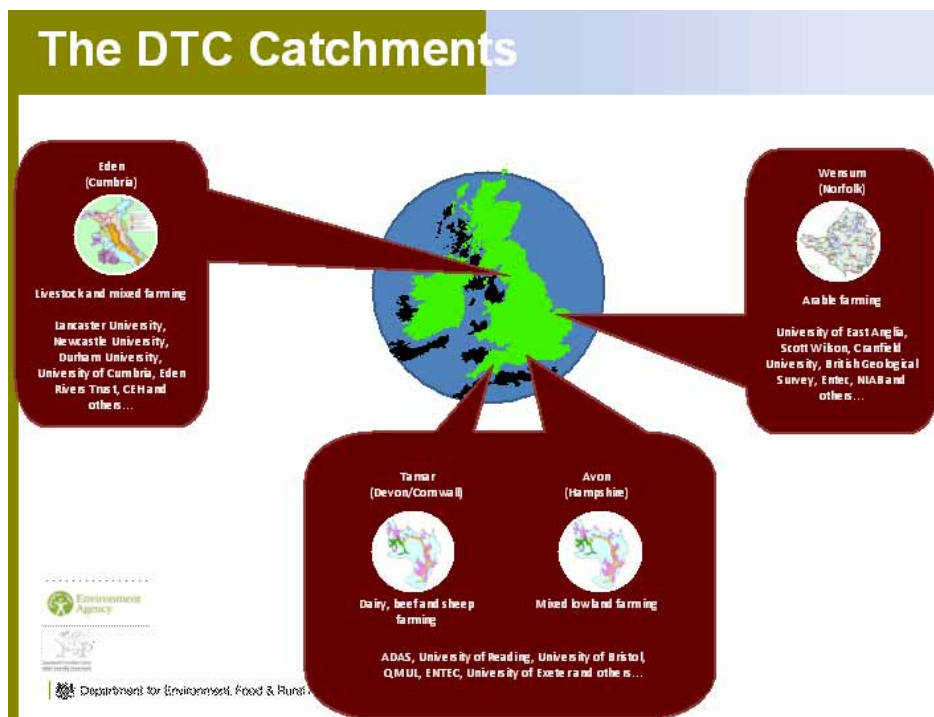 The DTC Catchments
Eden
(Cumbria)
Livestock and mixed farming
Lancaster University,
Newcastle University,
Durham University,
University of Cumbria, Eden
Rivers Trust, CEH and
others...
Wensum
(Norfolk)
Arable farming
University of East Anglia,
Scott Wilson, Cranfield
University, British Geological
Survey, Entec, NIAB and
others...
Tamar
(Devon/Cornwall)
Dairy, beef and sheep
farming
Avon
(Hampshire)
Mixed lowland farming
ADAS, University of Reading, University of Bristol,
QMUL, ENTEC, University of Exeter and others...
Environment
Agency
Department for Environment, Food & Rural